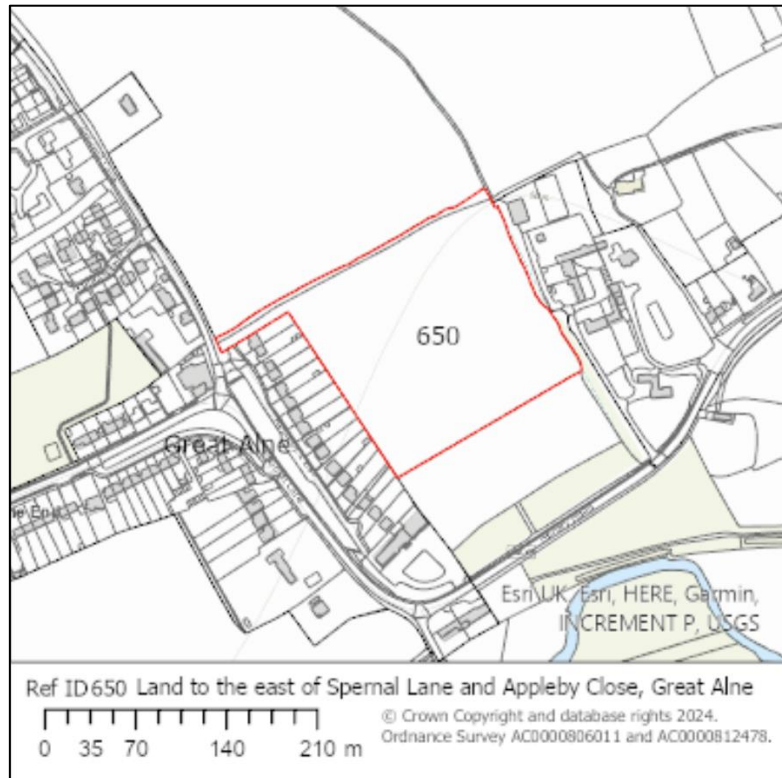 650
Great Alne
Esri UK, Esri, HERE, Garmin,
INCREMENT P, USGS
Ref ID 650 Land to the east of Spernal Lane and Appleby Close, Great Alne
0 35 70 140 210 m
© Crown Copyright and database rights 2024.
Ordnance Survey AC0000806011 and AC0000812478.